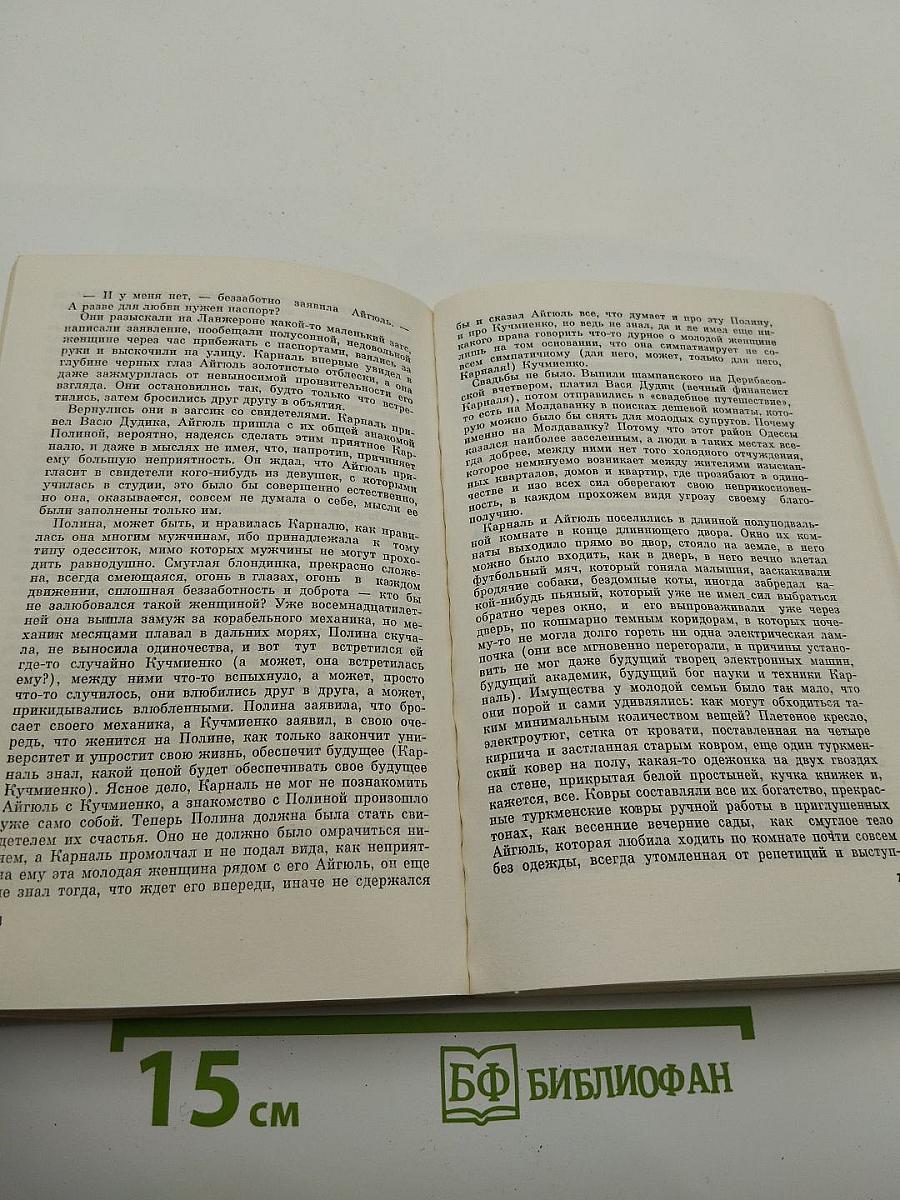 — И у меня нет, — беззаботно заявила Айгюль. —
А разве для любви нужен паспорт?
Они разыскали на Ланжероне какой-то маленький загс,
написали заявление, пообещали полусонной, недовольной
женщине через час прибежать с паспортами, взялись за
руки и выскочили на улицу. Карналь впервые увидел в
глубине черных глаз Айгюль золотистые отблески, а она
даже зажмурилась от невыносимой пронзительности его
взгляда. Они остановились так, будто только что встре-
тились, затем бросились друг другу в объятия.
Вернулись они в загсик со свидетелями. Карналь при-
вел Васю Дудика, Айгюль пришла с их общей знакомой
Полиной, вероятно, надеясь сделать этим приятное Кар-
налю, и даже в мыслях не имея, что, напротив, причиняет
ему большую неприятность. Он ждал, что Айгюль при-
гласит в свидетели кого-нибудь из девушек, с которыми
училась в студии, это было бы совершенно естественно,
но она, оказывается, совсем не думала о себе, мысли ее
были заполнены только им.
Полина, может быть, и нравилась Карналю, как нрави-
лась она многим мужчинам, ибо принадлежала к тому
типу одесситок, мимо которых мужчины не могут прохо-
дить равнодушно. Смуглая блондинка, прекрасно сложе-
на, всегда смеющаяся, огонь в глазах, огонь в каждом
движении, сплошная беззаботность и доброта — кто бы
не залюбовался такой женщиной? Уже восемнадцатилет-
ней она вышла замуж за корабельного механика, но ме-
ханик месяцами плавал в дальних морях, Полина скуча-
ла, не выносила одиночества, и вот тут встретился ей
где-то случайно Кучмиенко (а может, она встретилась
ему?), между ними что-то вспыхнуло, а может, просто
что-то случилось, они влюбились друг в друга, а может,
прикидывались влюбленными. Полина заявила, что бро-
сает своего механика, а Кучмиенко заявил, в свою оче-
редь, что женится на Полине, как только закончит уни-
верситет и упростит свою жизнь, обеспечит будущее (Кар-
наль знал, какой ценой будет обеспечивать свое будущее
Кучмиенко). Ясное дело, Карналь не мог не познакомить
Айгюль с Кучмиенко, а знакомство с Полиной произошло
уже само собой. Теперь Полина должна была стать сви-
детелем их счастья. Оно не должно было омрачиться ни-
чем, а Карналь промолчал и не подал вида, как неприят-
на ему эта молодая женщина рядом с его Айгюль, он еще
не знал тогда, что ждет его впереди, иначе не сдержался
бы и сказал Айгюль все, что думает и про эту Полину,
и про Кучмиенко, но ведь не знал, да и не имел еще ни-
какого права говорить что-то дурное о молодой женщине
лишь на том основании, что она симпатизирует не со-
всем симпатичному (для него, может, только для него,
Карналя!) Кучмиенко.
Свадьбы не было. Выпили шампанского на Дерибасов-
ской вчетвером, платил Вася Дудик (вечный финансист
Карналя), потом отправились в «свадебное путешествие»,
то есть на Молдаванку в поисках дешевой комнаты, кото-
рую можно было бы снять для молодых супругов. Почему
именно на Молдаванку? Потому что этот район Одессы
казался наиболее заселенным, а люди в таких местах все-
гда добрее, между ними нет того холодного отчуждения,
которое неминуемо возникает между жителями изыскан-
ных кварталов, домов и квартир, где прозябают в одино-
честве и изо всех сил оберегают свою неприкосновен-
ность, в каждом прохожем видя угрозу своему благо-
получию.
Карналь и Айгюль поселились в длинной полуподваль-
ной комнате в конце длиннющего двора. Окно их ком-
наты выходило прямо во двор, стояло на земле, в него
можно было входить, как в дверь, в него вечно влетал
футбольный мяч, который гоняла малышня, заскакивали
бродячие собаки, бездомные коты, иногда забредал ка-
кой-нибудь пьяный, который уже не имел сил выбраться
обратно через окно, и его выпроваживали уже через
дверь, по кошмарно темным коридорам, в которых поче-
му-то не могла долго гореть ни одна электрическая лам-
почка (они все мгновенно перегорали, и причины устано-
вить не мог даже будущий творец электронных машин,
будущий академик, будущий бог науки и техники Кар-
наль). Имущества у молодой семьи было так мало, что
они порой и сами удивлялись: как могут обходиться та-
ким минимальным количеством вещей? Плетеное кресло,
электроутюг, сетка от кровати, поставленная на четыре
кирпича и застланная старым ковром, еще один туркмен-
ский ковер на полу, какая-то одежонка на двух гвоздях
на стене, прикрытая белой простыней, кучка книжек и,
кажется, все. Ковры составляли все их богатство, прекрас-
ные туркменские ковры ручной работы в приглушенных
тонах, как весенние вечерние сады, как смуглое тело
Айгюль, которая любила ходить по комнате почти совсем
без одежды, всегда утомленная от репетиций и выступ-
15 см
БФ БИБЛИОФАН